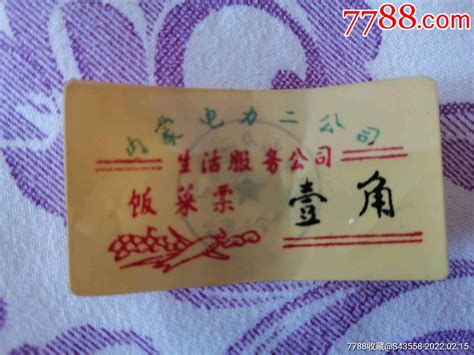 7788.com
内蒙电力二公司
生活服务公司
饭菜票 壹角
7788收藏@S43558-2022.02.15